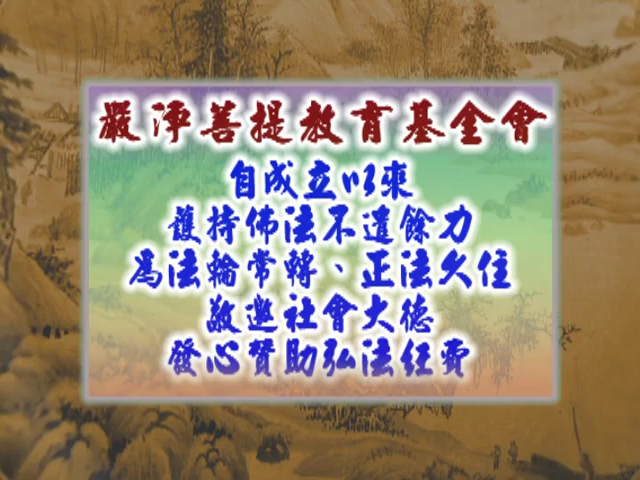 嚴淨菩提教育基金會
自成立以來
護持佛法不遺餘力
為法輪常轉、正法久住
敬邀社會大德
發心贊助弘法經費